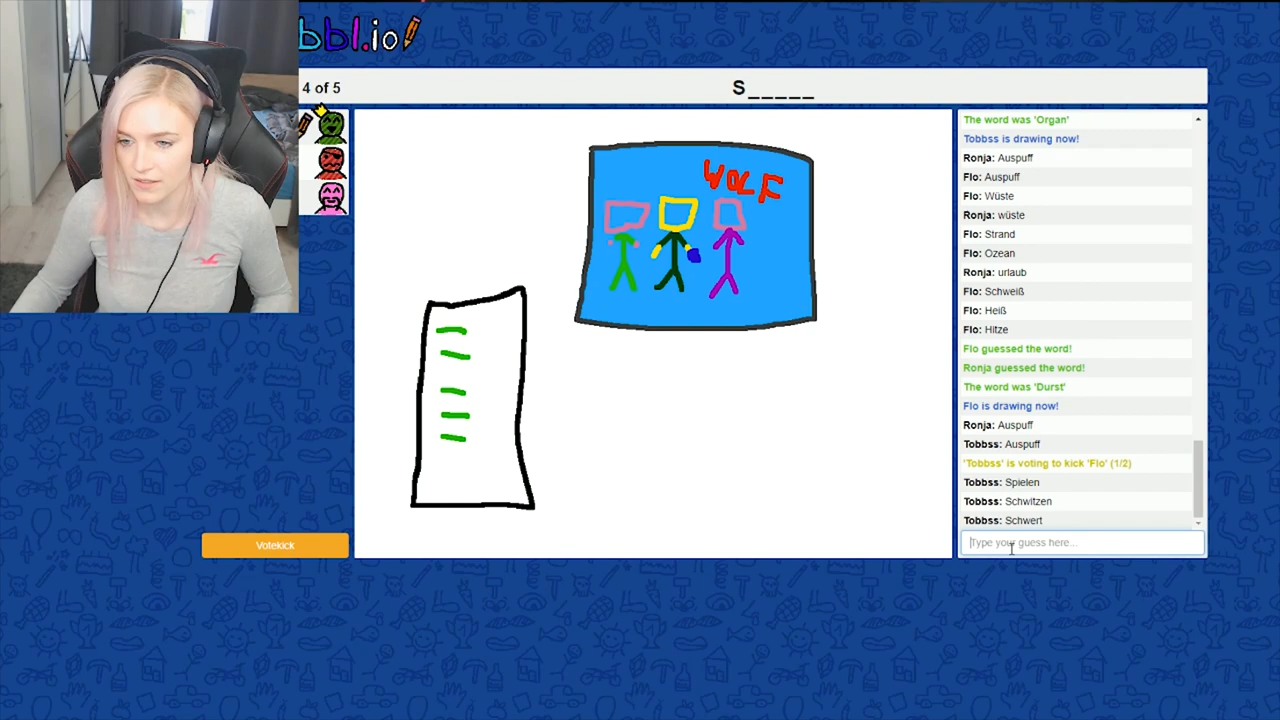 bbl.io
4 of 5
S_____
WOLF
The word was 'Organ'
Tobbss is drawing now!
Ronja: Auspuff
Flo: Auspuff
Flo: Wüste
Ronja: wüste
Flo: Strand
Flo: Ozean
Ronja: urlaub
Flo: Schweiß
Flo: Heiß
Flo: Hitze
Flo guessed the word!
Ronja guessed the word!
The word was 'Durst'
Flo is drawing now!
Ronja: Auspuff
Tobbss: Auspuff
'Tobbss' is voting to kick 'Flo' (1/2)
Tobbss: Spielen
Tobbss: Schwitzen
Tobbss: Schwert
Type your guess here...
Votekick